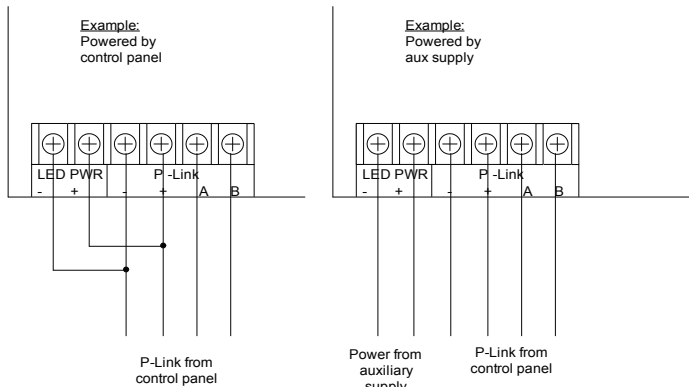 Example:
Powered by
control panel
LED PWR P -Link
- + - + A B
P-Link from
control panel
Example:
Powered by
aux supply
LED PWR P -Link
- + - + A B
Power from
auxiliary
supply
P-Link from
control panel